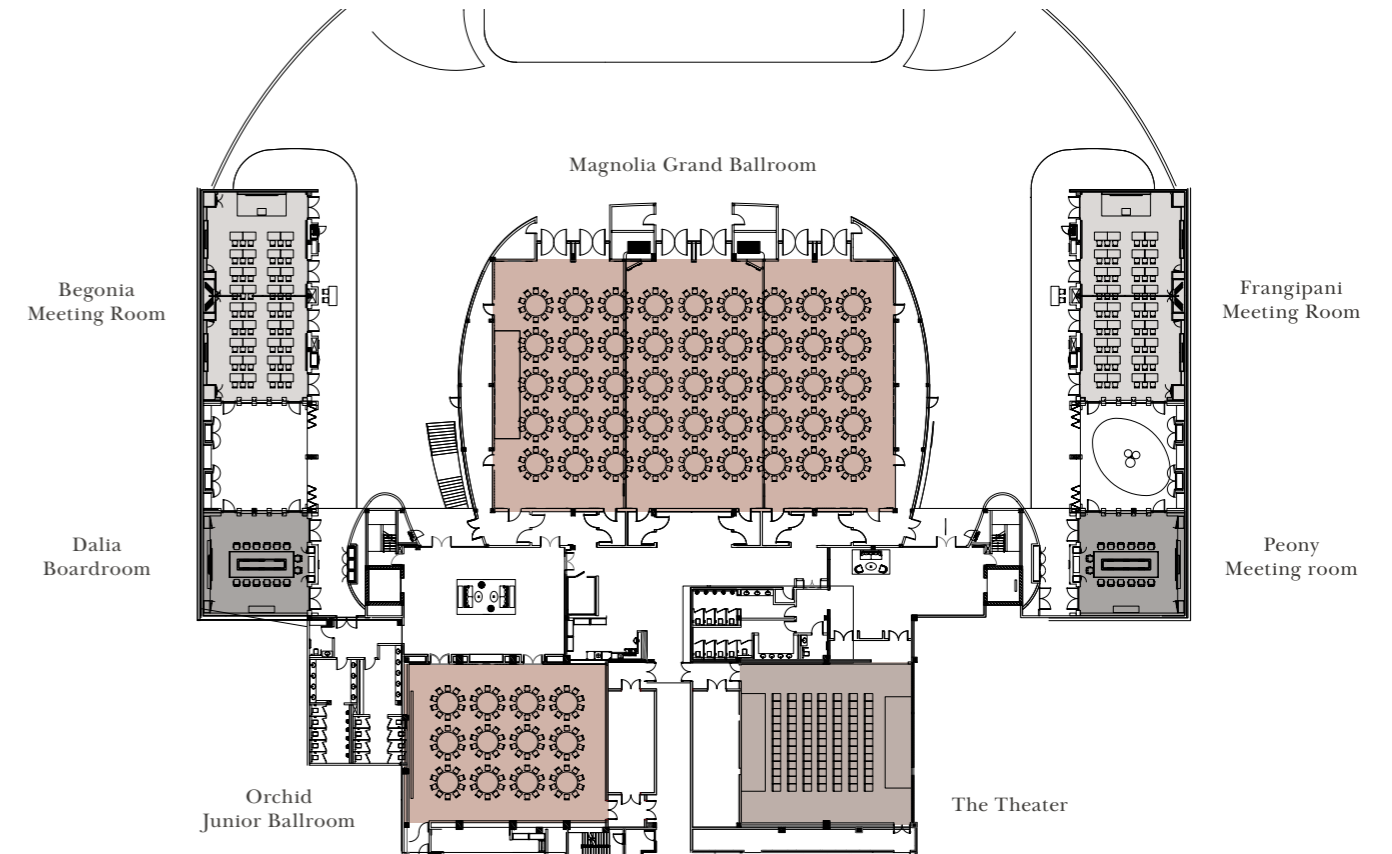 Magnolia Grand Ballroom
Begonia
Meeting Room
Frangipani
Meeting Room
Dalia
Boardroom
Peony
Meeting room
Orchid
Junior Ballroom
The Theater